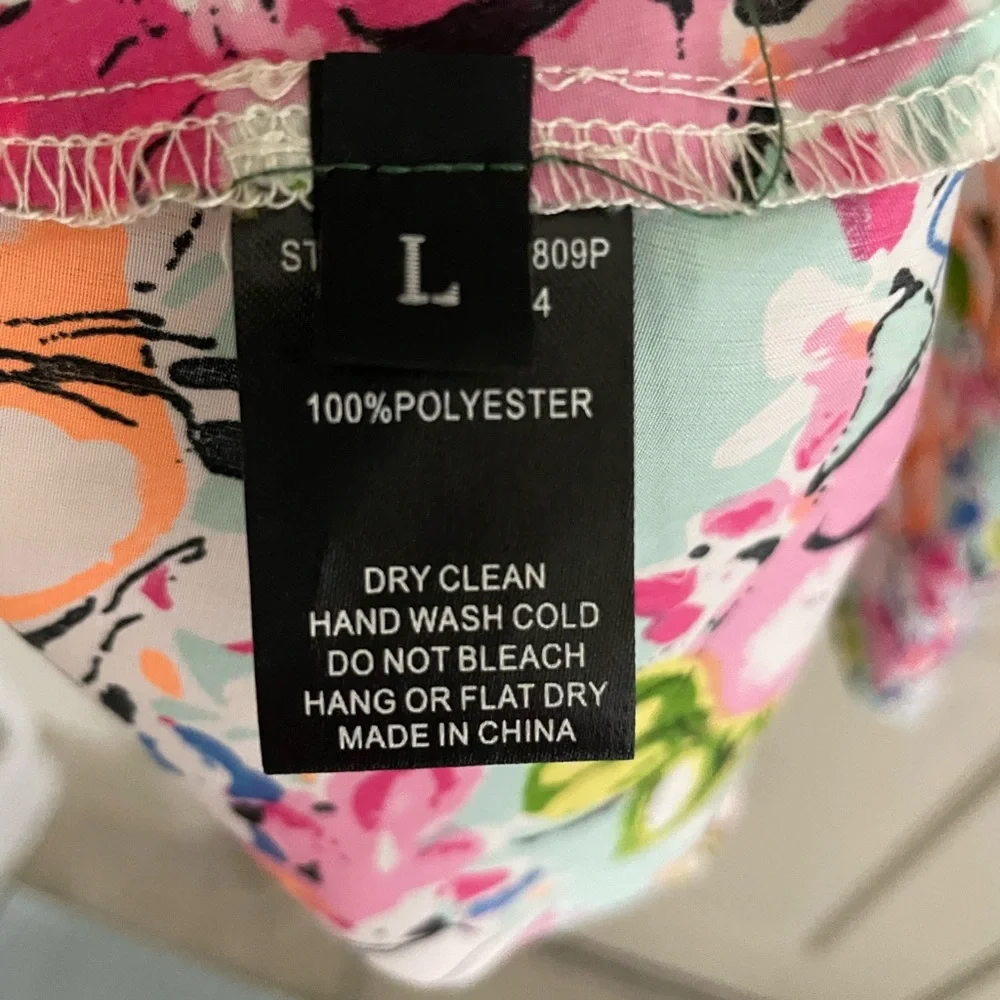 L
ST 809P
4
100%POLYESTER
DRY CLEAN
HAND WASH COLD
DO NOT BLEACH
HANG OR FLAT DRY
MADE IN CHINA